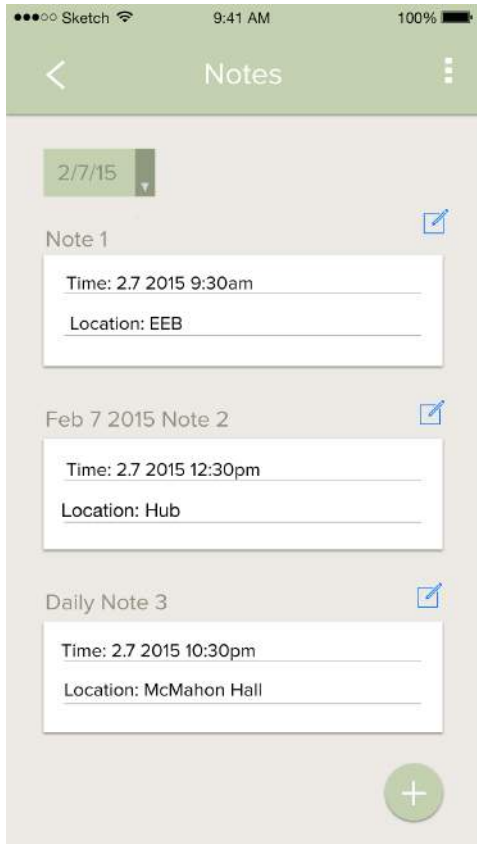 Sketch 9:41 AM 100%
Notes
2/7/15
Note 1
Time: 2.7 2015 9:30am
Location: EEB
Feb 7 2015 Note 2
Time: 2.7 2015 12:30pm
Location: Hub
Daily Note 3
Time: 2.7 2015 10:30pm
Location: McMahon Hall